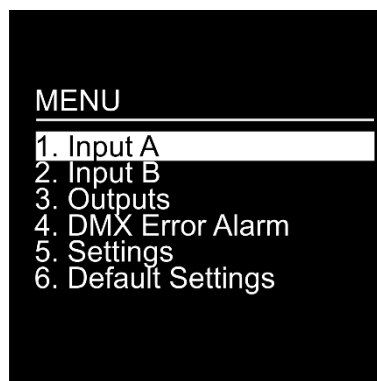 MENU
1. Input A
2. Input B
3. Outputs
4. DMX Error Alarm
5. Settings
6. Default Settings